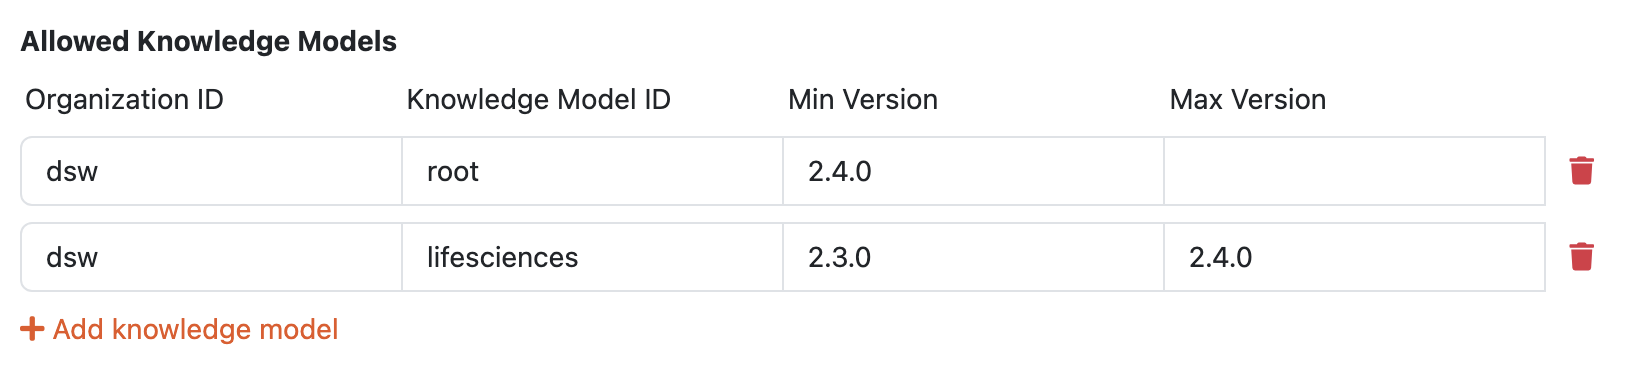 Allowed Knowledge Models
Organization ID Knowledge Model ID Min Version Max Version
dsw root 2.4.0
dsw lifesciences 2.3.0 2.4.0
Add knowledge model